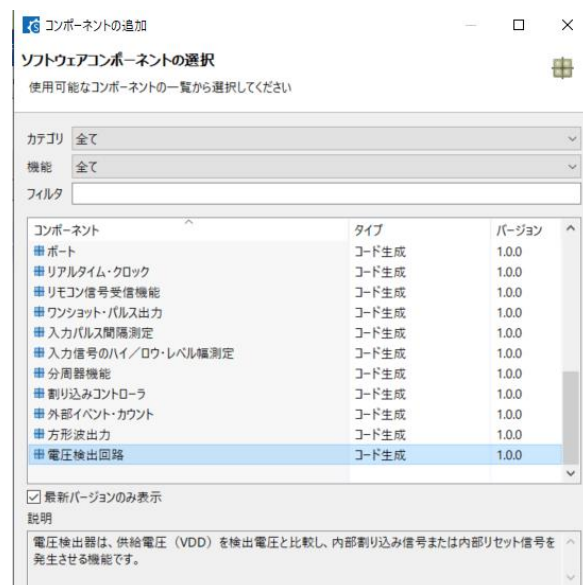 コンポーネントの追加
ソフトウェアコンポーネントの選択
使用可能なコンポーネントの一覧から選択してください
カテゴリ 全て
機能 全て
フィルタ
コンポーネント タイプ バージョン
ポート コード生成 1.0.0
リアルタイム・クロック コード生成 1.0.0
リモコン信号受信機能 コード生成 1.0.0
ワンショット・パルス出力 コード生成 1.0.0
入力パルス間隔測定 コード生成 1.0.0
入力信号のハイ／ロウ・レベル幅測定 コード生成 1.0.0
分周器機能 コード生成 1.0.0
割り込みコントローラ コード生成 1.0.0
外部イベント・カウント コード生成 1.0.0
方形波出力 コード生成 1.0.0
電圧検出回路 コード生成 1.0.0
最新バージョンのみ表示
説明
電圧検出器は、供給電圧（VDD）を検出電圧と比較し、内部割り込み信号または内部リセット信号を
発生させる機能です。